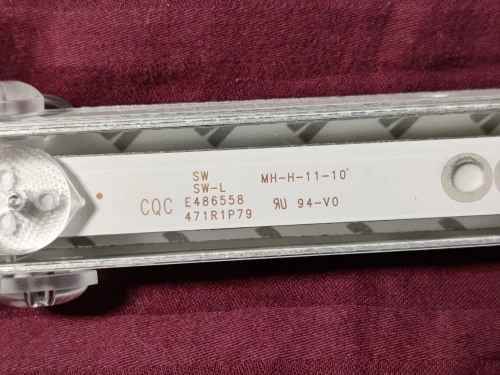 SW MH-H-11-10'
SW-L
CQC E486558 ЯU 94-V0
471R1P79